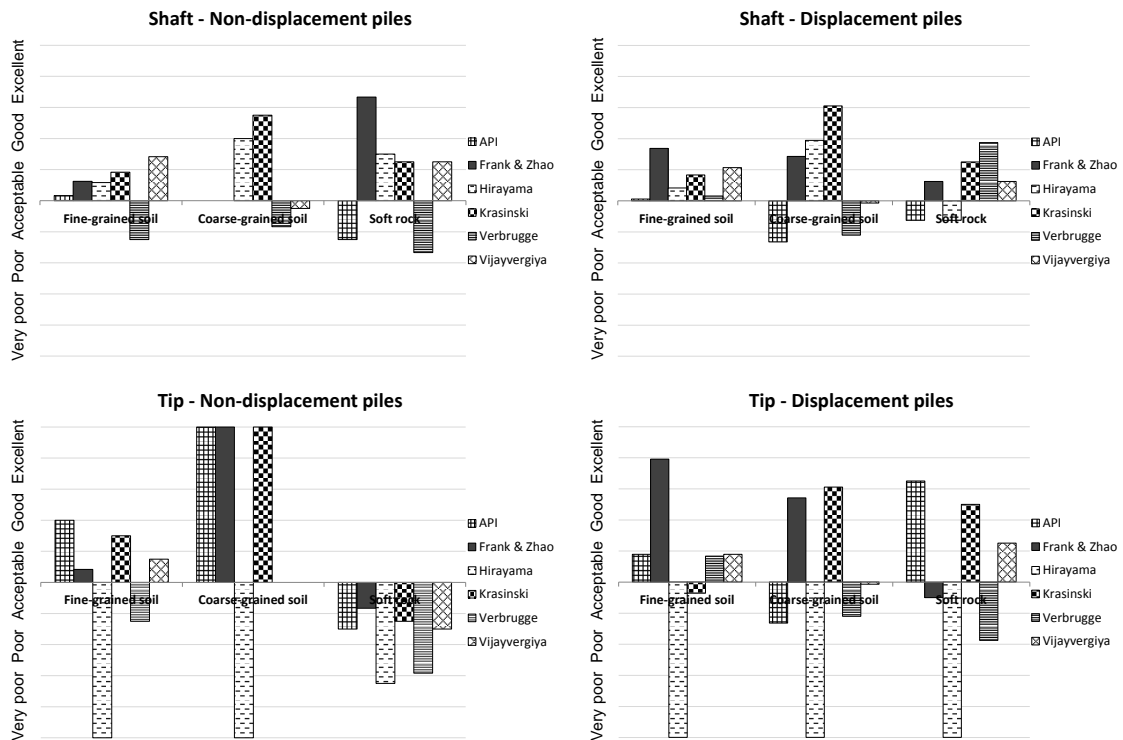 Shaft - Non-displacement piles
Very poor Poor Acceptable Good Excellent
Fine-grained soil
Coarse-grained soil
Soft rock
API
Frank & Zhao
Hirayama
Krasinski
Verbrugge
Vijayvergiya
Shaft - Displacement piles
Very poor Poor Acceptable Good Excellent
Fine-grained soil
Coarse-grained soil
Soft rock
API
Frank & Zhao
Hirayama
Krasinski
Verbrugge
Vijayvergiya
Tip - Non-displacement piles
Very poor Poor Acceptable Good Excellent
Fine-grained soil
Coarse-grained soil
Soft rock
API
Frank & Zhao
Hirayama
Krasinski
Verbrugge
Vijayvergiya
Tip - Displacement piles
Very poor Poor Acceptable Good Excellent
Fine-grained soil
Coarse-grained soil
Soft rock
API
Frank & Zhao
Hirayama
Krasinski
Verbrugge
Vijayvergiya